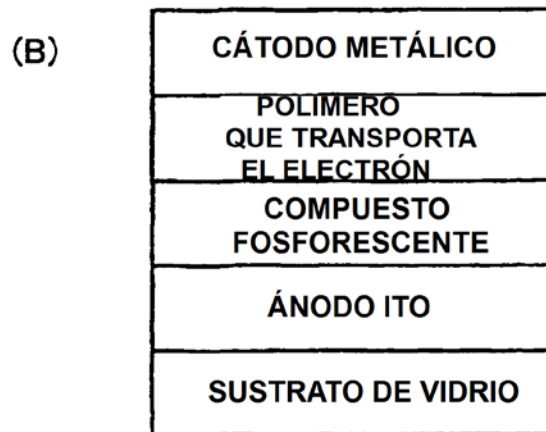 (B)
CÁTODO METÁLICO
POLIMERO
QUE TRANSPORTA
EL ELECTRÓN
COMPUESTO
FOSFORESCENTE
ÁNODO ITO
SUSTRATO DE VIDRIO